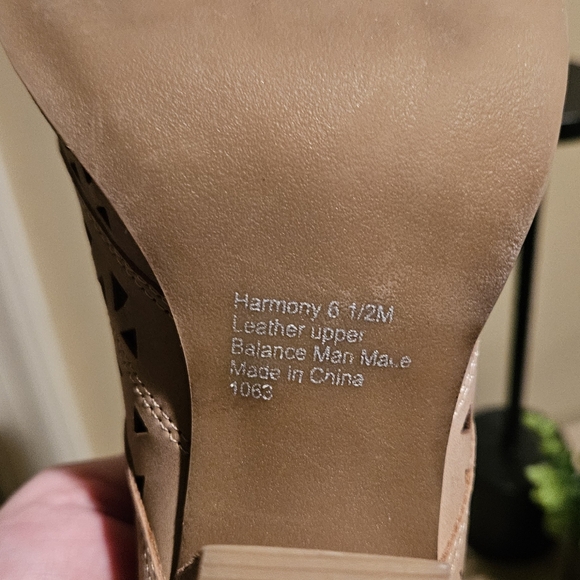 Harmony 6 1/2M
Leather upper
Balance Man Made
Made in China
1063